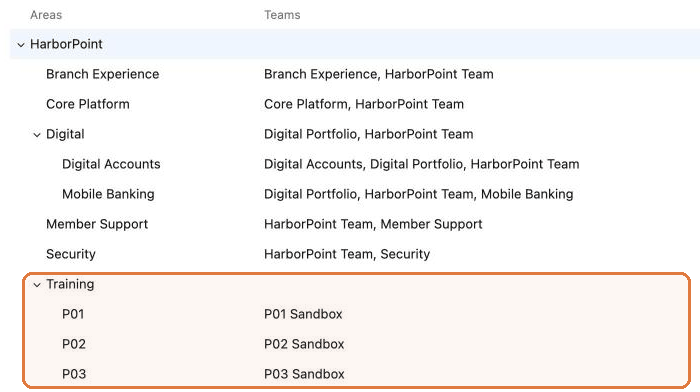 Areas Teams
HarborPoint
Branch Experience Branch Experience, HarborPoint Team
Core Platform Core Platform, HarborPoint Team
Digital Digital Portfolio, HarborPoint Team
Digital Accounts Digital Accounts, Digital Portfolio, HarborPoint Team
Mobile Banking Digital Portfolio, HarborPoint Team, Mobile Banking
Member Support HarborPoint Team, Member Support
Security HarborPoint Team, Security
Training
P01 P01 Sandbox
P02 P02 Sandbox
P03 P03 Sandbox